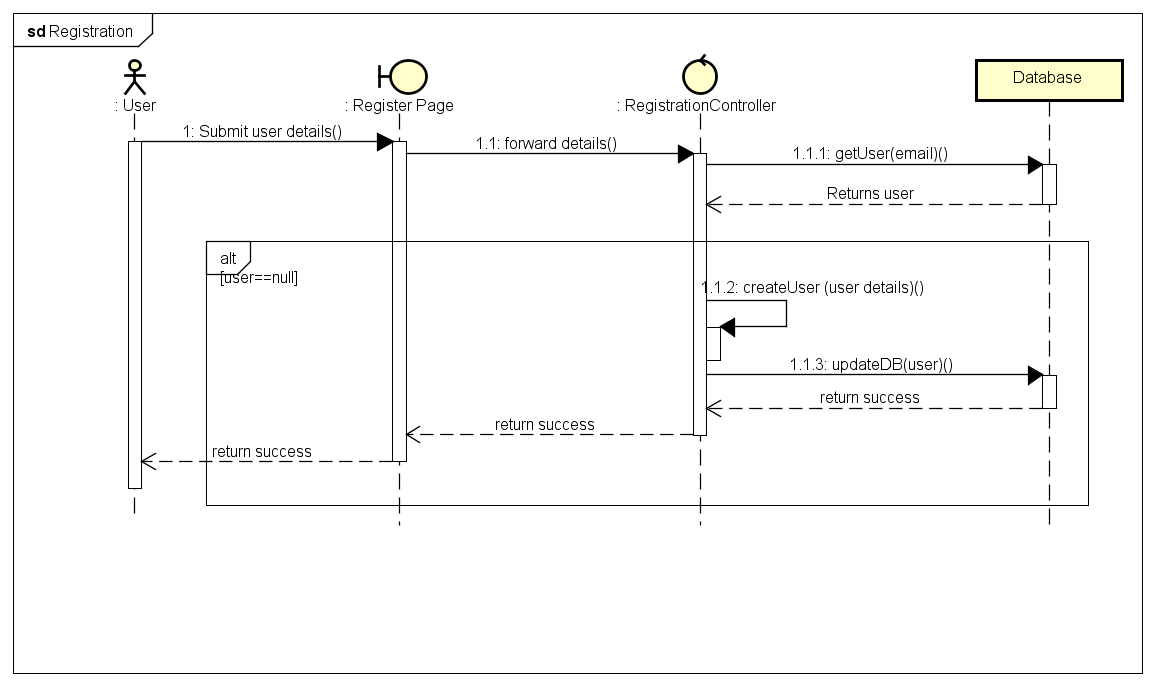 sd Registration
: User
: Register Page
: RegistrationController
Database
1: Submit user details()
1.1: forward details()
1.1.1: getUser(email)()
Returns user
alt
[user==null]
1.1.2: createUser (user details)()
1.1.3: updateDB(user)()
return success
return success
return success